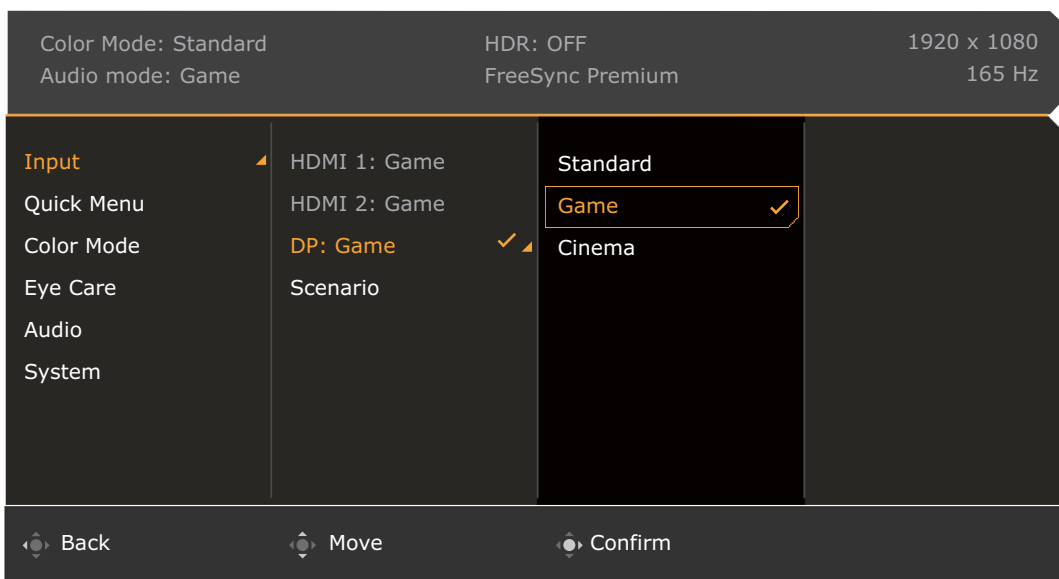 Color Mode: Standard
HDR: OFF
1920 x 1080
Audio mode: Game
FreeSync Premium
165 Hz
Input
Quick Menu
Color Mode
Eye Care
Audio
System
HDMI 1: Game
HDMI 2: Game
DP: Game
Scenario
Standard
Game
Cinema
Back
Move
Confirm